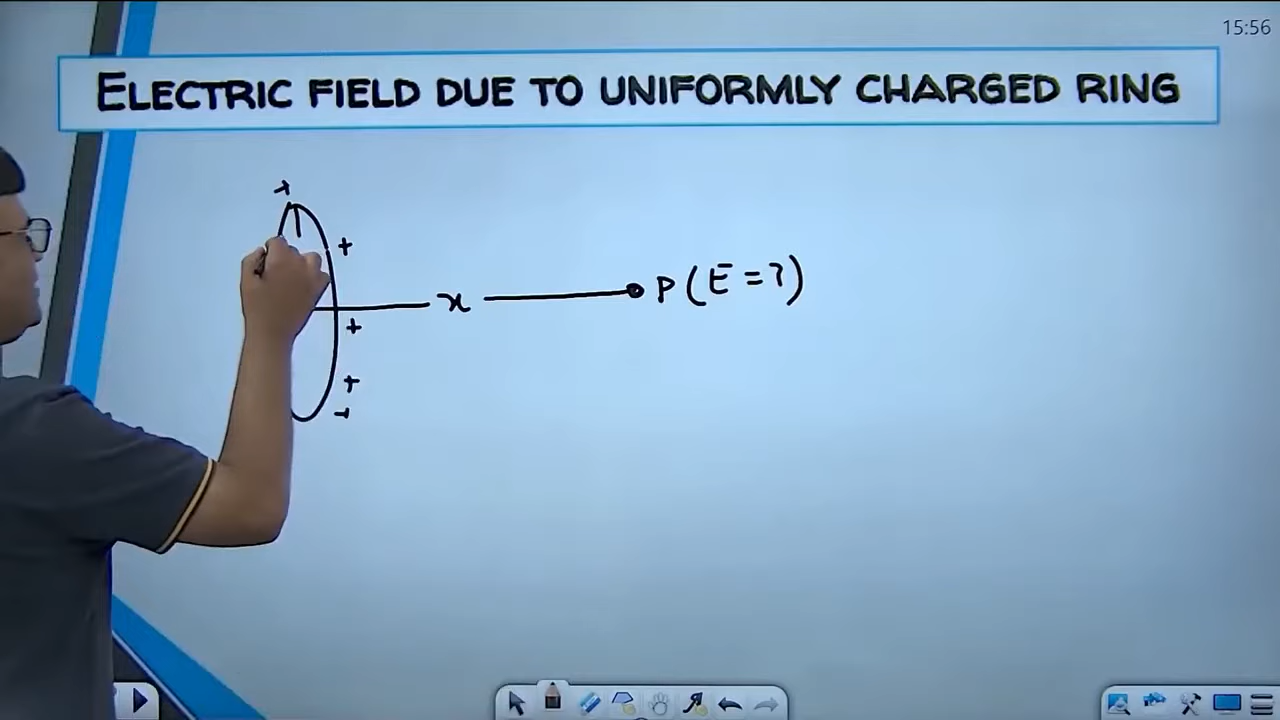 15:56
ELECTRIC FIELD DUE TO UNIFORMLY CHARGED RING
+
+
x
P(E=?)
+
+
+